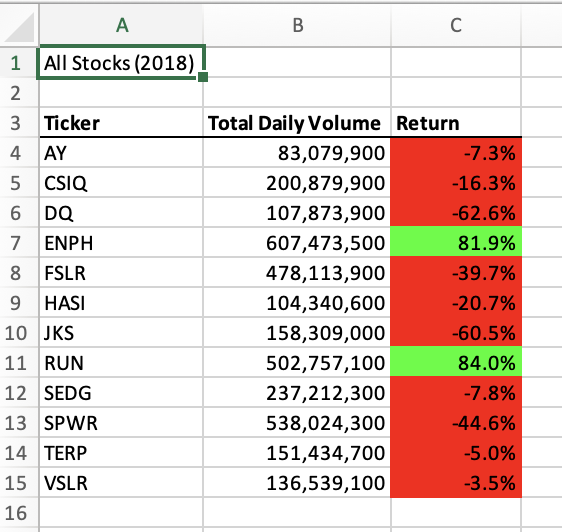 A B C
1 All Stocks (2018)
2
3 Ticker Total Daily Volume Return
4 AY 83,079,900 -7.3%
5 CSIQ 200,879,900 -16.3%
6 DQ 107,873,900 -62.6%
7 ENPH 607,473,500 81.9%
8 FSLR 478,113,900 -39.7%
9 HASI 104,340,600 -20.7%
10 JKS 158,309,000 -60.5%
11 RUN 502,757,100 84.0%
12 SEDG 237,212,300 -7.8%
13 SPWR 538,024,300 -44.6%
14 TERP 151,434,700 -5.0%
15 VSLR 136,539,100 -3.5%
16